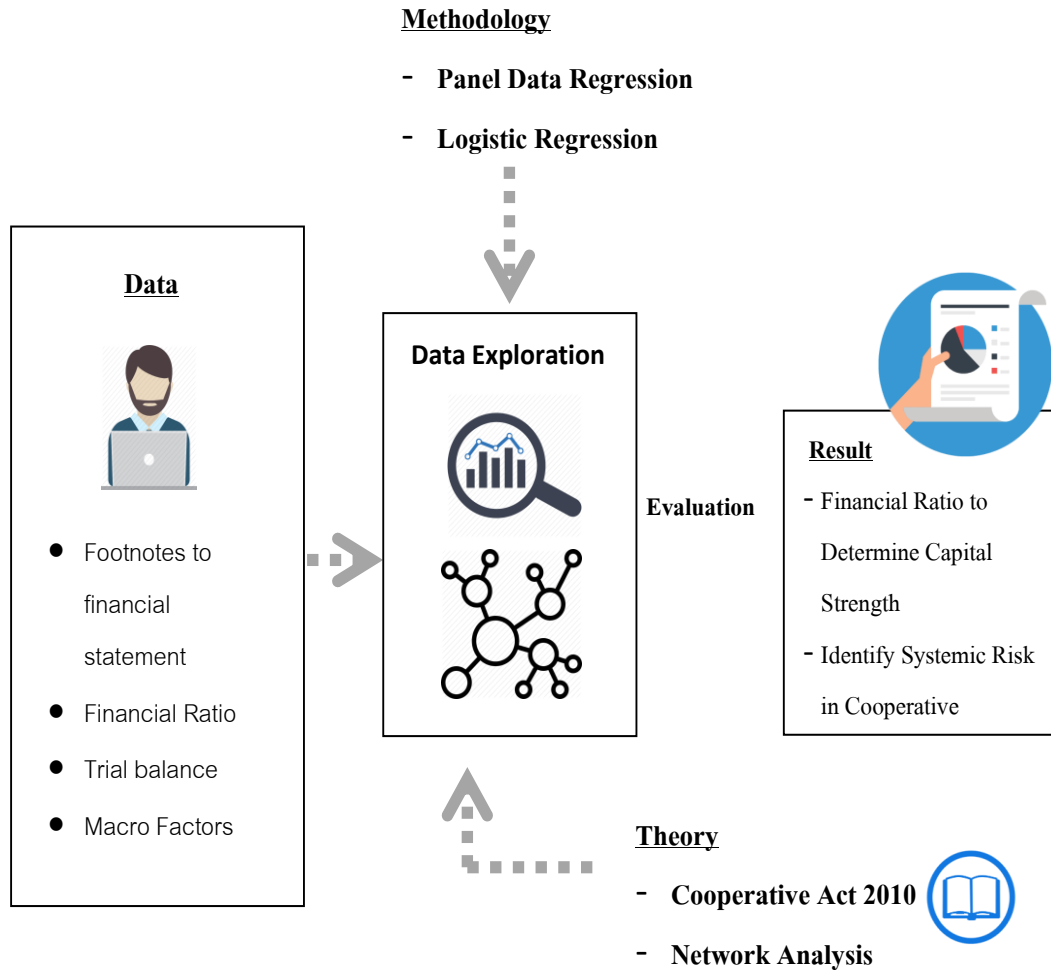 Methodology
- Panel Data Regression
- Logistic Regression
Data
● Footnotes to
financial
statement
● Financial Ratio
● Trial balance
● Macro Factors
Data Exploration
Evaluation
Result
- Financial Ratio to
Determine Capital
Strength
- Identify Systemic Risk
in Cooperative
Theory
- Cooperative Act 2010
- Network Analysis